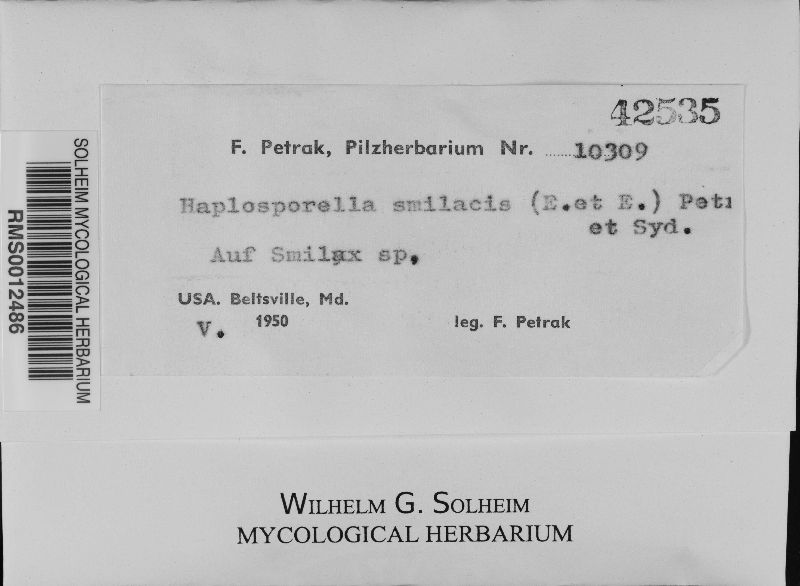 42535
F. Petrak, Pilzherbarium Nr. ......10309
Haplosporella smilacis (E.et E.) Petr
et Syd.
Auf Smilax sp.
USA. Beltsville, Md.
V. 1950 leg. F. Petrak
SOLHEIM MYCOLOGICAL HERBARIUM
RMS0012486
WILHELM G. SOLHEIM
MYCOLOGICAL HERBARIUM